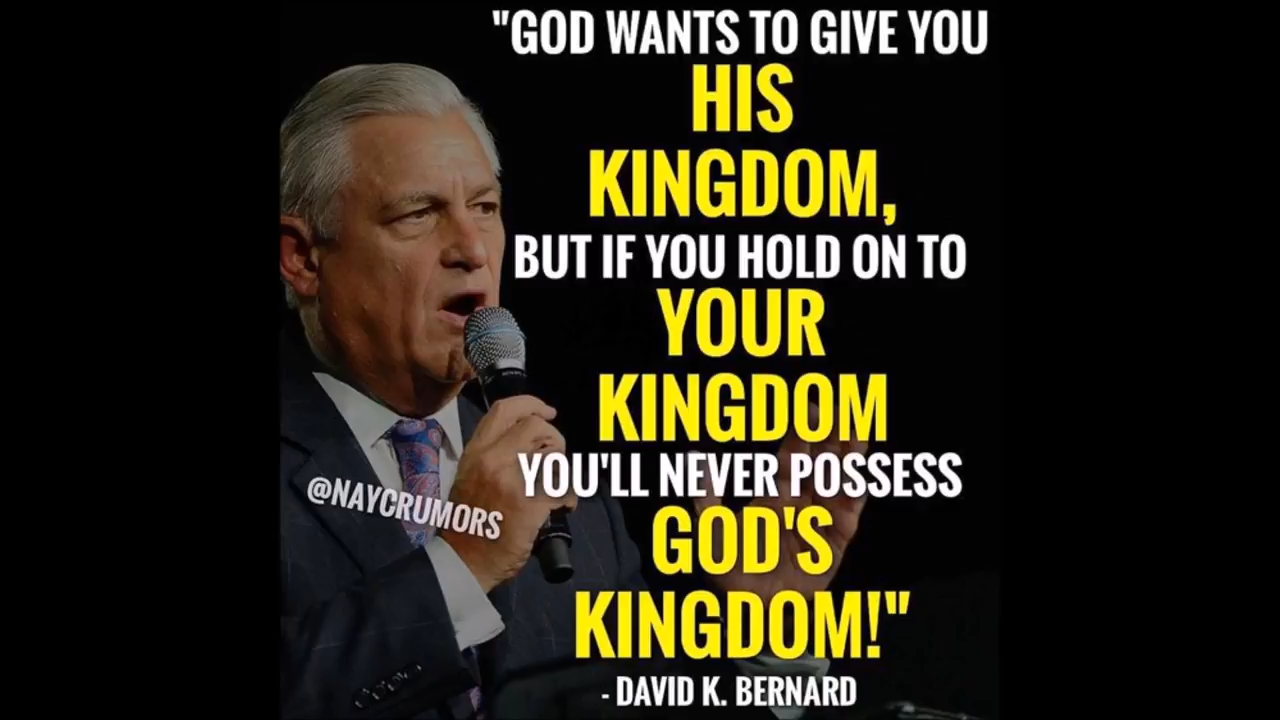 "GOD WANTS TO GIVE YOU
HIS
KINGDOM,
BUT IF YOU HOLD ON TO
YOUR
KINGDOM
YOU'LL NEVER POSSESS
GOD'S
KINGDOM!"
- DAVID K. BERNARD
@NAYCRUMORS